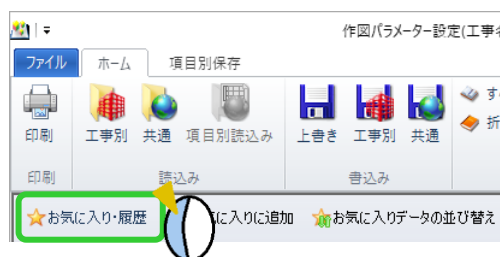 作図パラメーター設定(工事
ファイル ホーム 項目別保存
印刷 工事別 共通 項目別読込み 上書き 工事別 共通 す
折
印刷 読込み 書込み
お気に入り・履歴 に入りに追加 お気に入りデータの並び替え